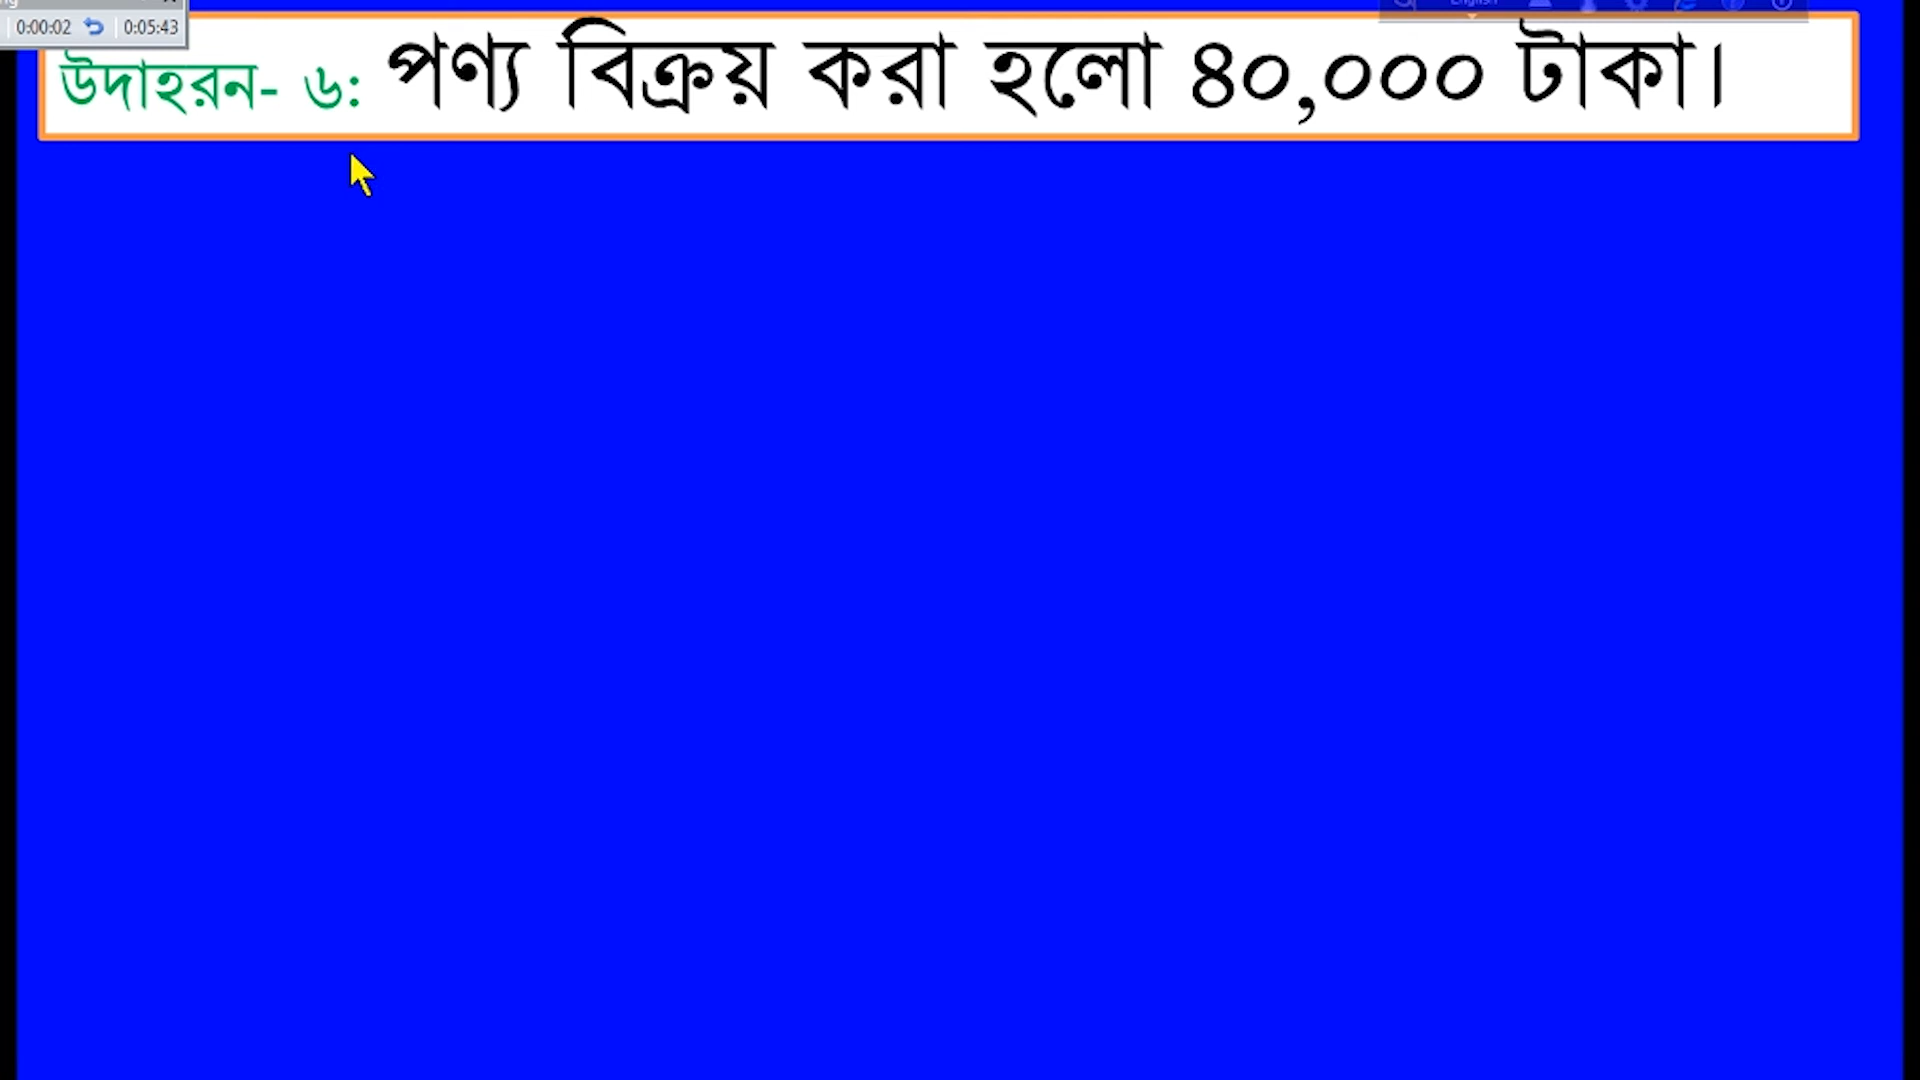 0:00:02 0:05:43
উদাহরন- ৬: পণ্য বিক্রয় করা হলো ৪০,০০০ টাকা।